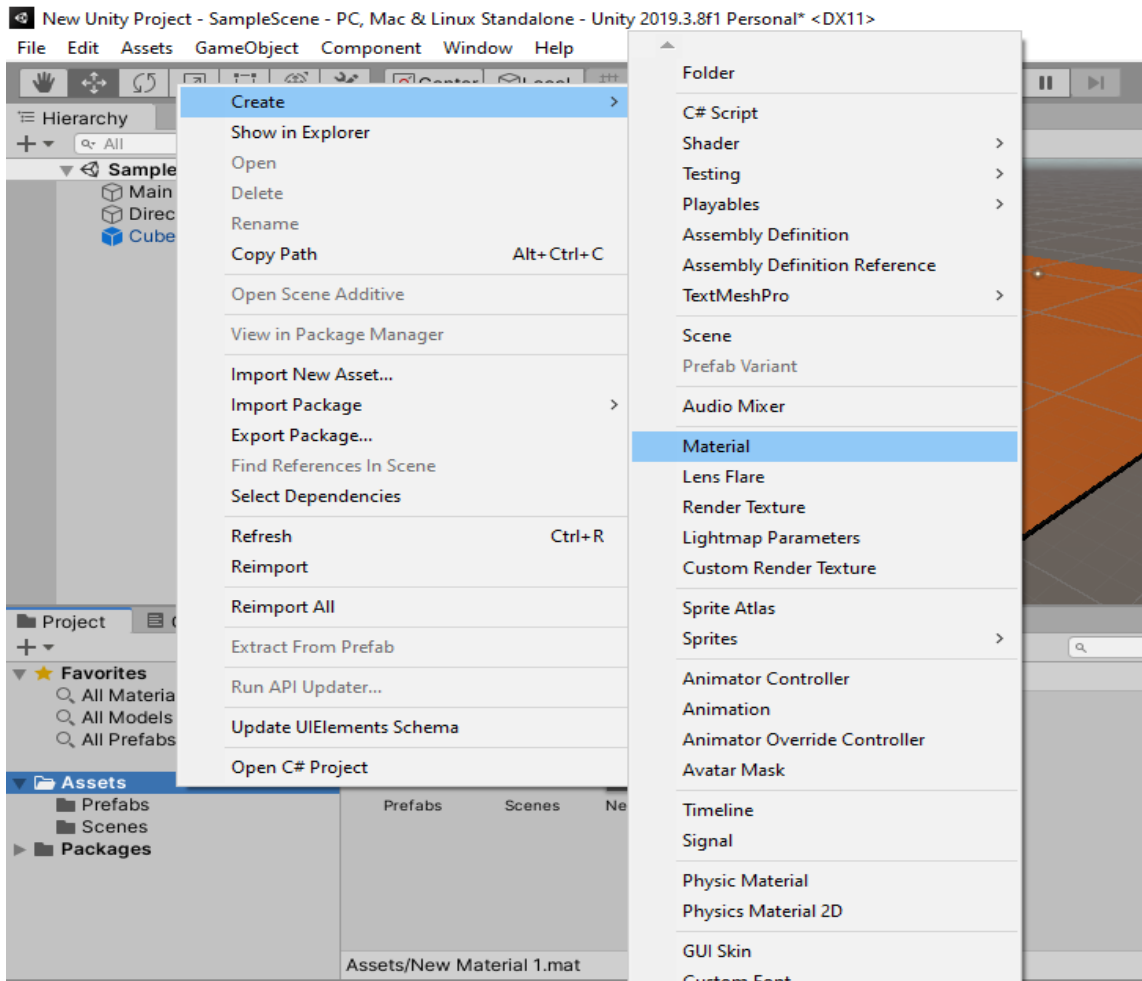 New Unity Project - SampleScene - PC, Mac & Linux Standalone - Unity 2019.3.8f1 Personal* <DX11>
File Edit Assets GameObject Component Window Help
Hierarchy
All
Sample
Main
Direc
Cube
Create
Show in Explorer
Open
Delete
Rename
Copy Path Alt+Ctrl+C
Open Scene Additive
View in Package Manager
Import New Asset...
Import Package
Export Package...
Find References In Scene
Select Dependencies
Refresh Ctrl+R
Reimport
Reimport All
Extract From Prefab
Run API Updater...
Update UIElements Schema
Open C# Project
Folder
C# Script
Shader
Testing
Playables
Assembly Definition
Assembly Definition Reference
TextMeshPro
Scene
Prefab Variant
Audio Mixer
Material
Lens Flare
Render Texture
Lightmap Parameters
Custom Render Texture
Sprite Atlas
Sprites
Animator Controller
Animation
Animator Override Controller
Avatar Mask
Timeline
Signal
Physic Material
Physics Material 2D
GUI Skin
Custom Font
Project
Favorites
All Materia
All Models
All Prefabs
Assets
Prefabs
Scenes
Packages
Prefabs Scenes Ne
Assets/New Material 1.mat